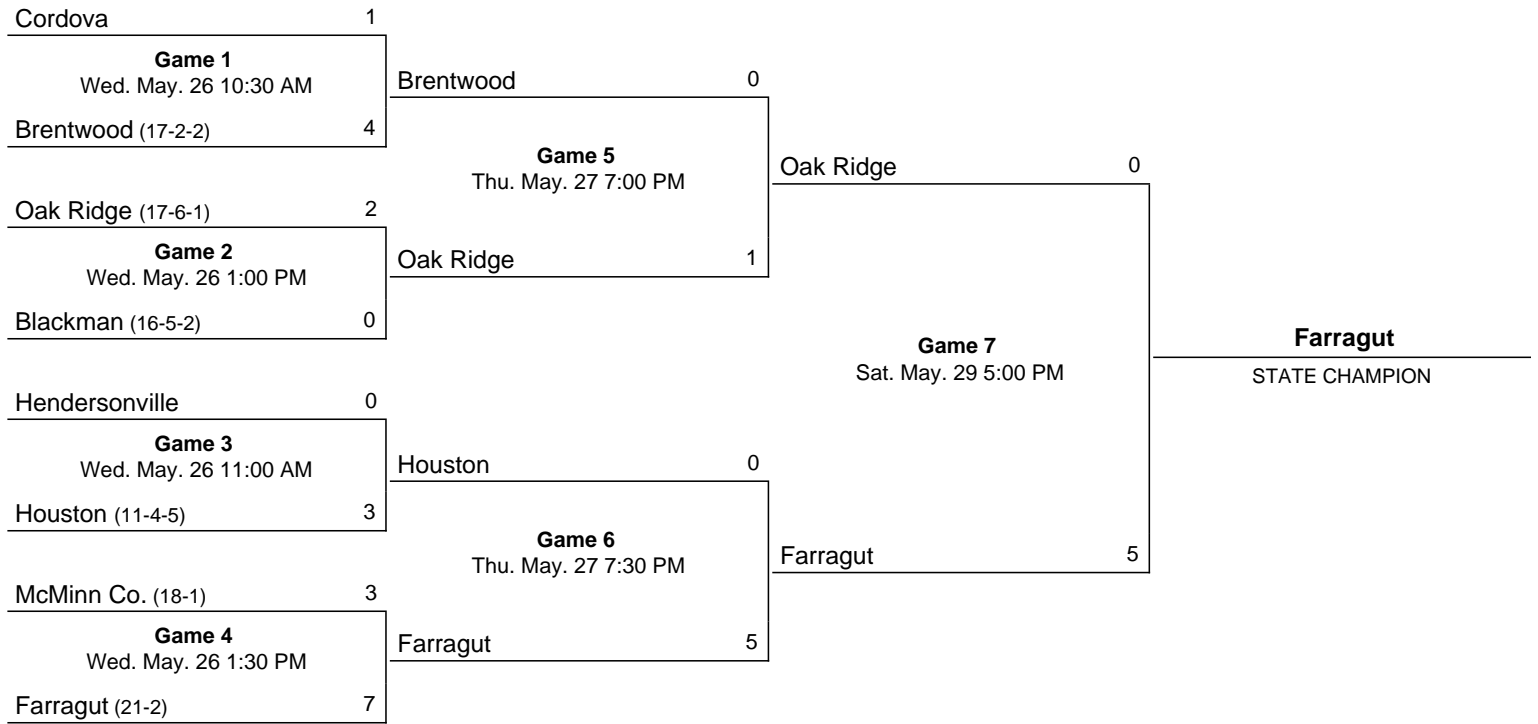 Cordova 1
Game 1
Wed. May. 26 10:30 AM
Brentwood (17-2-2) 4
Oak Ridge (17-6-1) 2
Game 2
Wed. May. 26 1:00 PM
Blackman (16-5-2) 0
Hendersonville 0
Game 3
Wed. May. 26 11:00 AM
Houston (11-4-5) 3
McMinn Co. (18-1) 3
Game 4
Wed. May. 26 1:30 PM
Farragut (21-2) 7
Brentwood 0
Game 5
Thu. May. 27 7:00 PM
Oak Ridge 1
Houston 0
Game 6
Thu. May. 27 7:30 PM
Farragut 5
Oak Ridge 0
Game 7
Sat. May. 29 5:00 PM
Farragut 5
Farragut
STATE CHAMPION